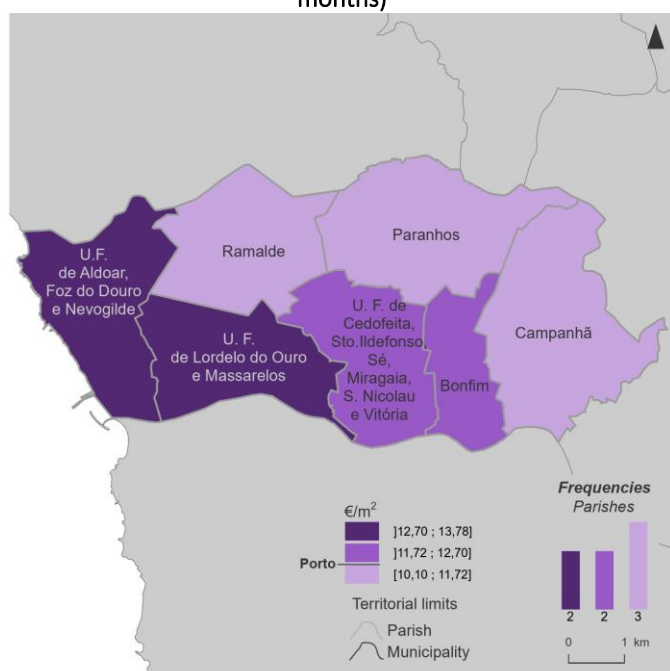 months)
U.F.
de Aldoar,
Foz do Douro
e Nevogilde
Ramalde
Paranhos
U. F.
de Lordelo do Ouro
e Massarelos
U. F. de
Cedofeita,
Sto.Ildefonso,
Sé,
Miragaia,
S. Nicolau
e Vitória
Bonfim
Campanhã
€/m²
]12,70 ; 13,78]
]11,72 ; 12,70]
Porto
[10,10 ; 11,72]
Territorial limits
Parish
Municipality
Frequencies
Parishes
2 2 3
0 1 km